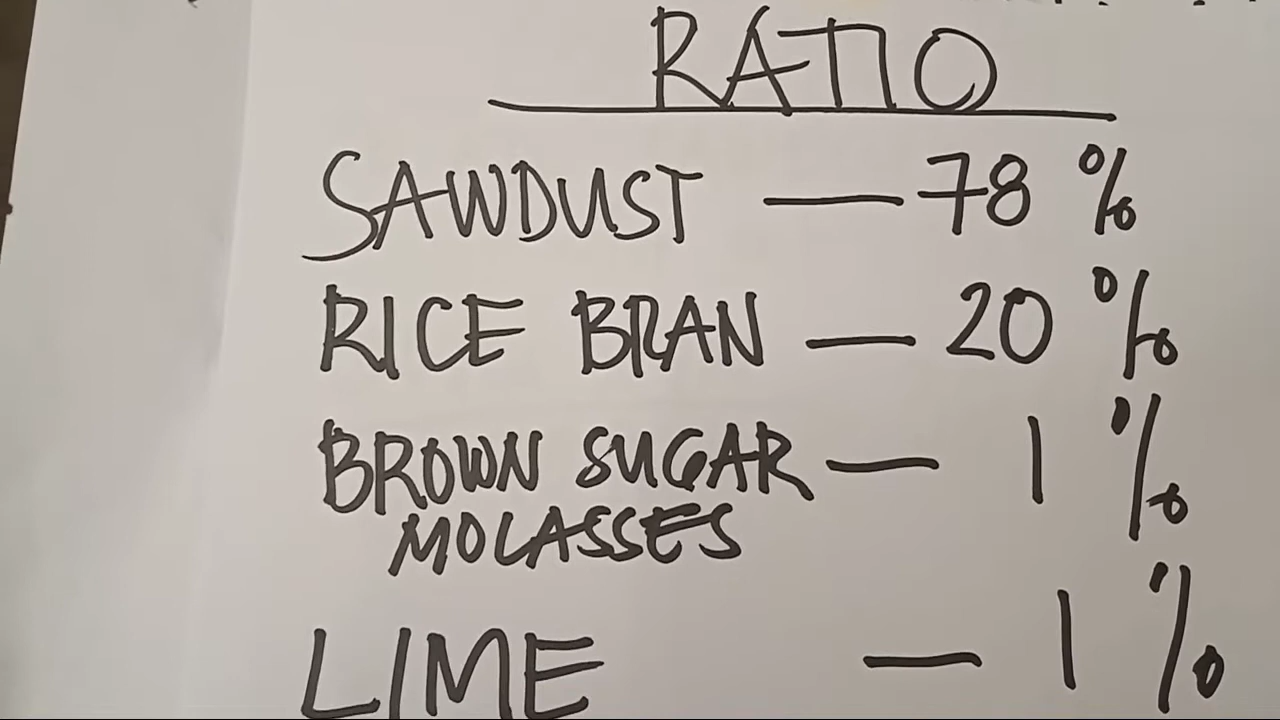 RATIO
SAWDUST — 78 %
RICE BRAN — 20 %
BROWN SUGAR — 1 %
MOLASSES
LIME — 1 %